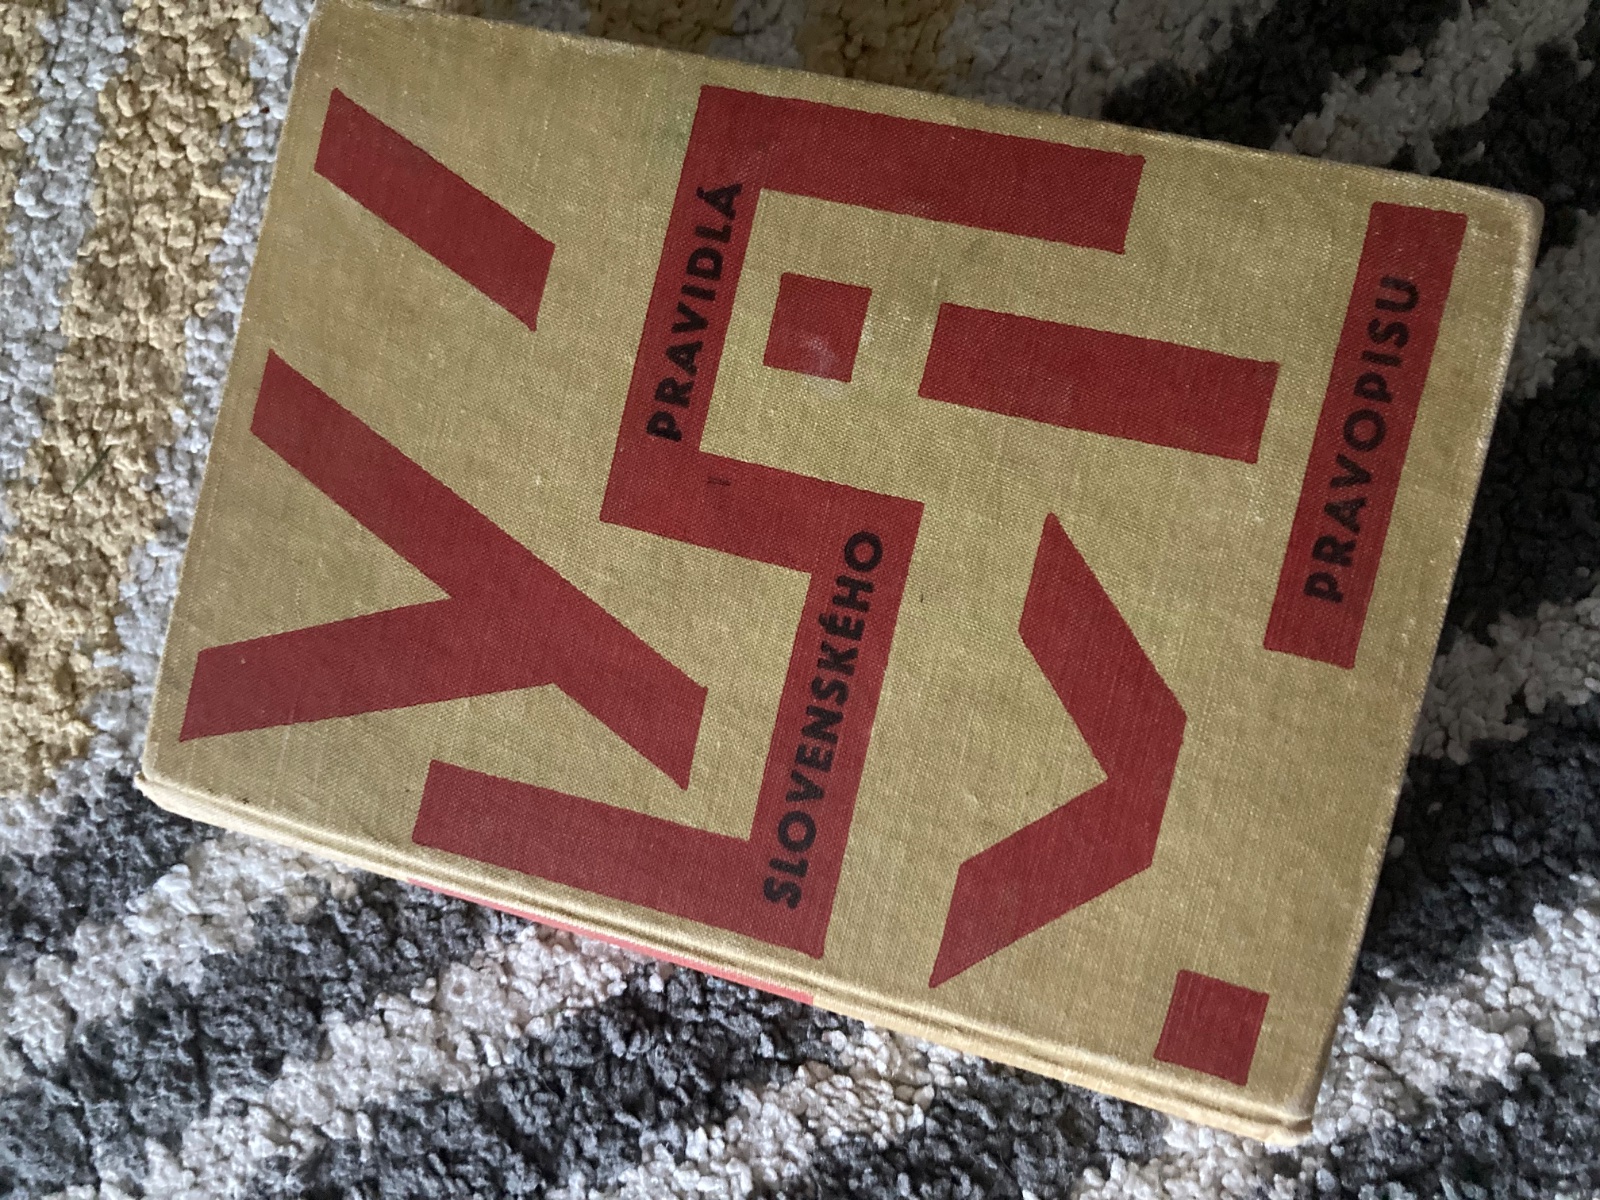 y
PRAVIDLÁ
SLOVENSKÉHO
i
PRAVOPISU